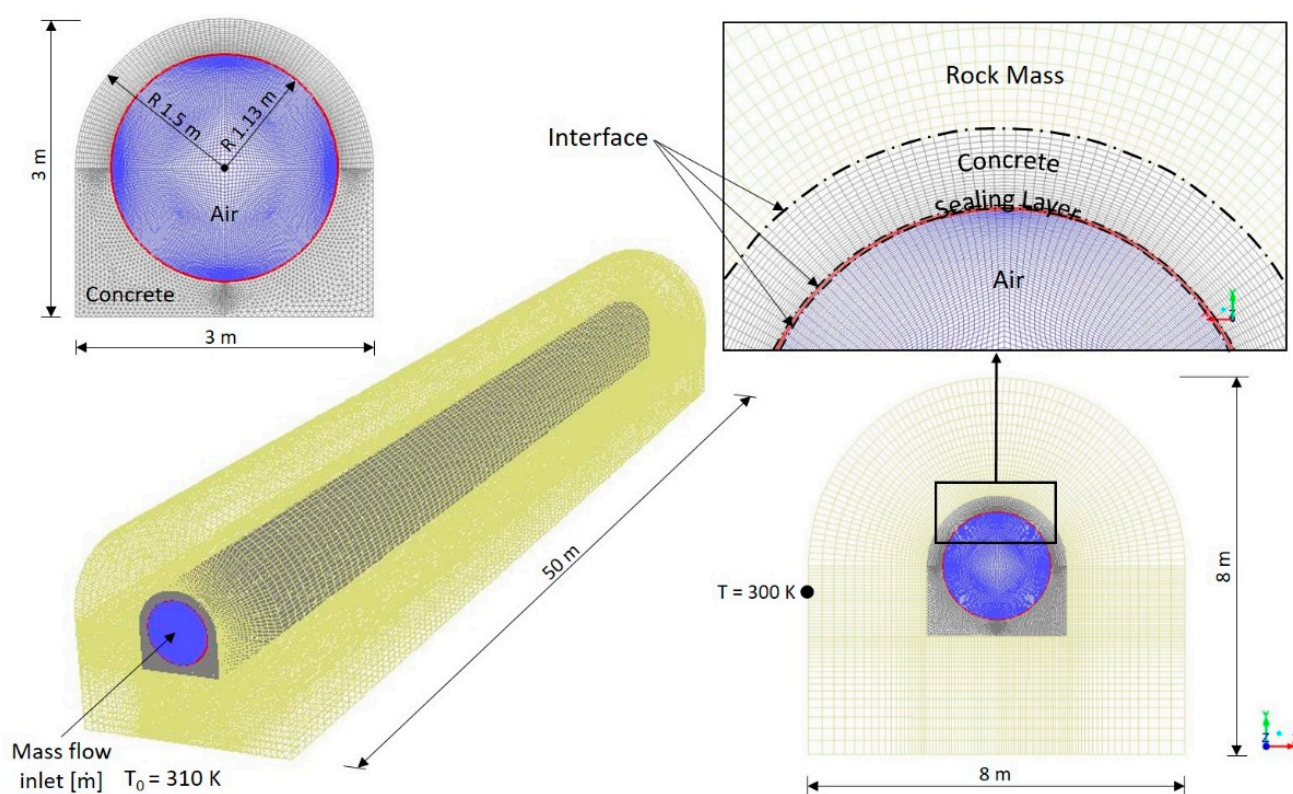 3 m
R 1.5 m
R 1.13 m
Air
Concrete
3 m
Rock Mass
Interface
Concrete
Sealing Layer
Air
Y
Z
50 m
T = 300 K
8 m
8 m
Y
Z
Mass flow
inlet [ṁ] T₀ = 310 K